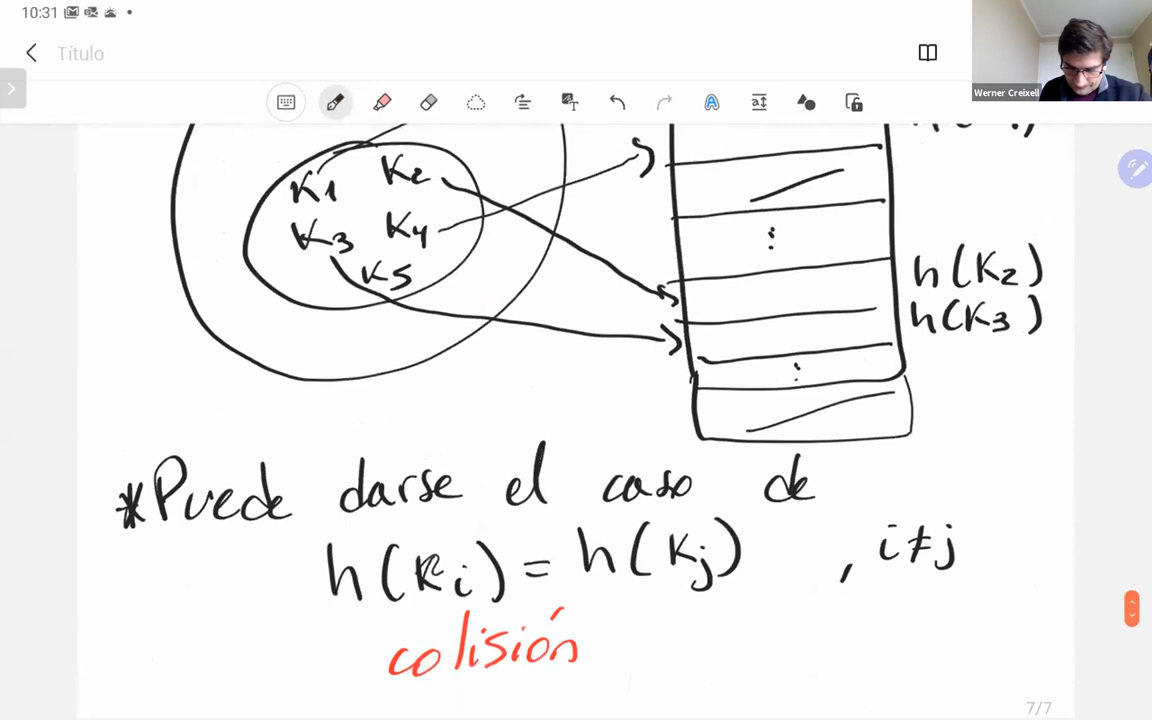 10:31
Título
Werner Creixell
K1 K2
K3 K4
K5
h(K2)
h(K3)
*Puede darse el caso de
h(Ki) = h(Kj) , i≠j
colisión
7/7